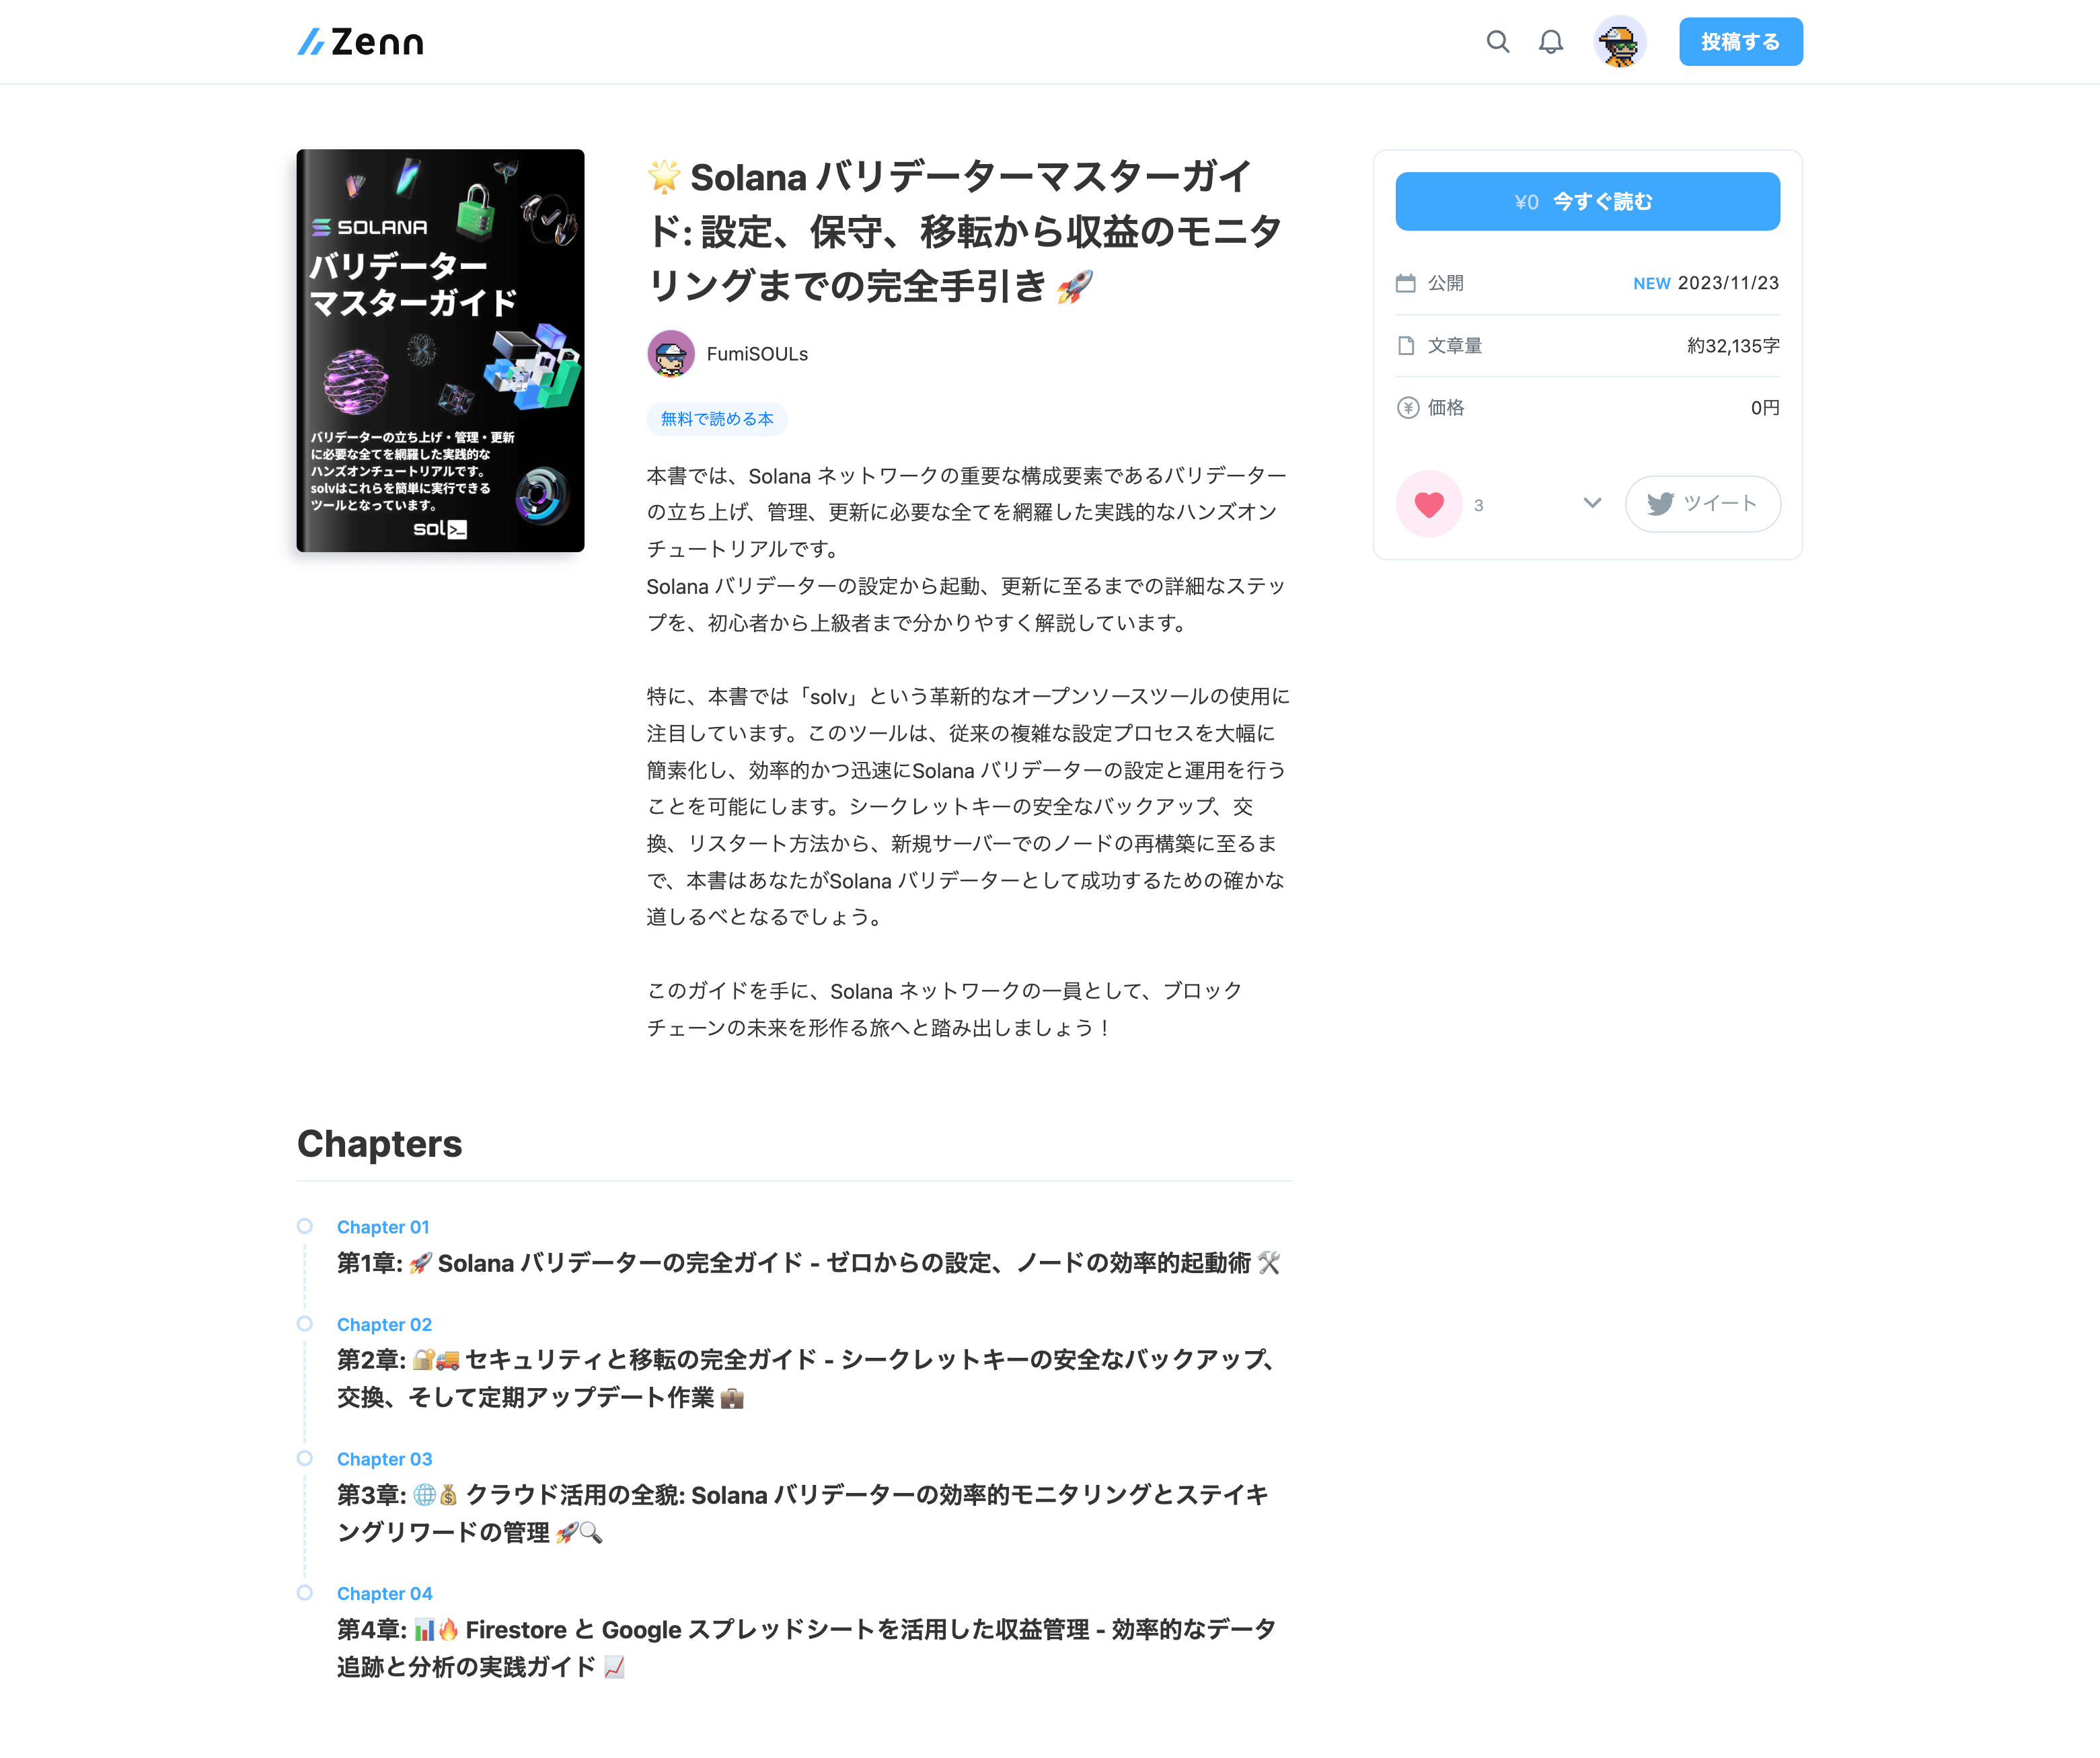 Zenn
投稿する
SOLANA
バリデーター
マスターガイド
バリデーターの立ち上げ・管理・更新
に必要な全てを網羅した実践的な
ハンズオンチュートリアルです。
solvはこれらを簡単に実行できる
ツールとなっています。
sol>_
🌟 Solana バリデーターマスターガイ
ド: 設定、保守、移転から収益のモニタ
リングまでの完全手引き 🚀
FumiSOULs
無料で読める本
本書では、Solana ネットワークの重要な構成要素であるバリデーター
の立ち上げ、管理、更新に必要な全てを網羅した実践的なハンズオン
チュートリアルです。
Solana バリデーターの設定から起動、更新に至るまでの詳細なステッ
プを、初心者から上級者まで分かりやすく解説しています。
特に、本書では「solv」という革新的なオープンソースツールの使用に
注目しています。このツールは、従来の複雑な設定プロセスを大幅に
簡素化し、効率的かつ迅速にSolana バリデーターの設定と運用を行う
ことを可能にします。シークレットキーの安全なバックアップ、交
換、リスタート方法から、新規サーバーでのノードの再構築に至るま
で、本書はあなたがSolana バリデーターとして成功するための確かな
道しるべとなるでしょう。
このガイドを手に、Solana ネットワークの一員として、ブロック
チェーンの未来を形作る旅へと踏み出しましょう！
¥0 今すぐ読む
公開 NEW 2023/11/23
文章量 約32,135字
価格 0円
3 ツイート
Chapters
Chapter 01
第1章: 🚀 Solana バリデーターの完全ガイド - ゼロからの設定、ノードの効率的起動術 🛠
Chapter 02
第2章: 🔐🚚 セキュリティと移転の完全ガイド - シークレットキーの安全なバックアップ、
交換、そして定期アップデート作業 💼
Chapter 03
第3章: 🌐💰 クラウド活用の全貌: Solana バリデーターの効率的モニタリングとステイキ
ングリワードの管理 🚀🔍
Chapter 04
第4章: 📊🔥 Firestore と Google スプレッドシートを活用した収益管理 - 効率的なデータ
追跡と分析の実践ガイド 📈